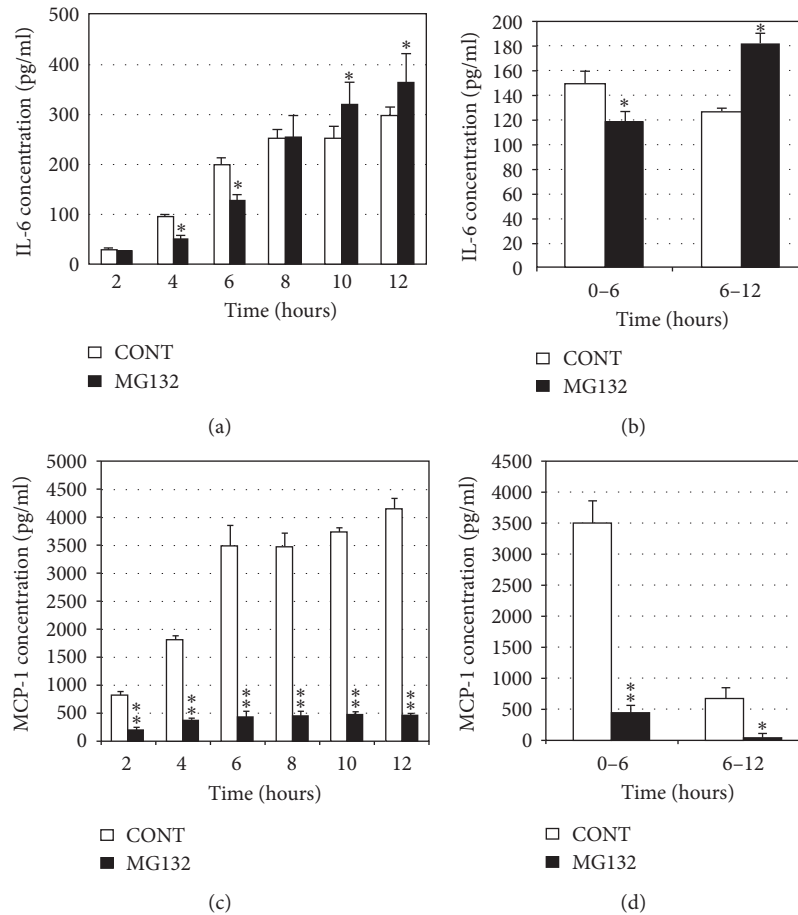 IL-6 concentration (pg/ml)
500
400
300
200
100
0
* * * *
2 4 6 8 10 12
Time (hours)
CONT
MG132
(a)
IL-6 concentration (pg/ml)
200
180
160
140
120
100
80
60
40
20
0
* *
0–6 6–12
Time (hours)
CONT
MG132
(b)
MCP-1 concentration (pg/ml)
5000
4500
4000
3500
3000
2500
2000
1500
1000
500
0
** ** ** ** ** **
2 4 6 8 10 12
Time (hours)
CONT
MG132
(c)
MCP-1 concentration (pg/ml)
4500
4000
3500
3000
2500
2000
1500
1000
500
0
** *
0–6 6–12
Time (hours)
CONT
MG132
(d)